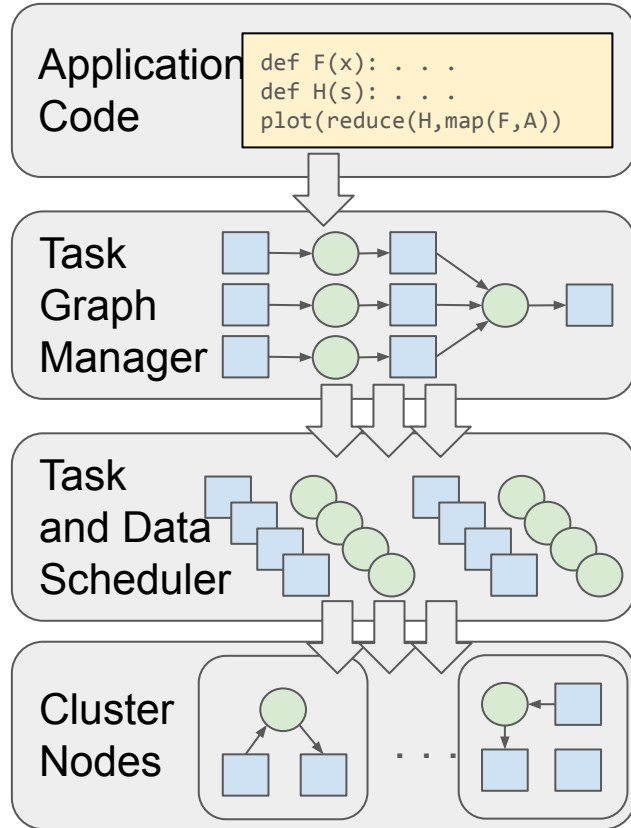 Application
Code
def F(x): . . .
def H(s): . . .
plot(reduce(H,map(F,A))
Task
Graph
Manager
Task
and Data
Scheduler
Cluster
Nodes
. . .